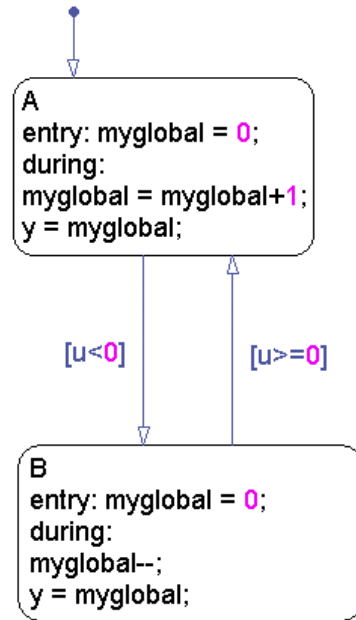 A
entry: myglobal = 0;
during:
myglobal = myglobal+1;
y = myglobal;
[u<0]
[u>=0]
B
entry: myglobal = 0;
during:
myglobal--;
y = myglobal;